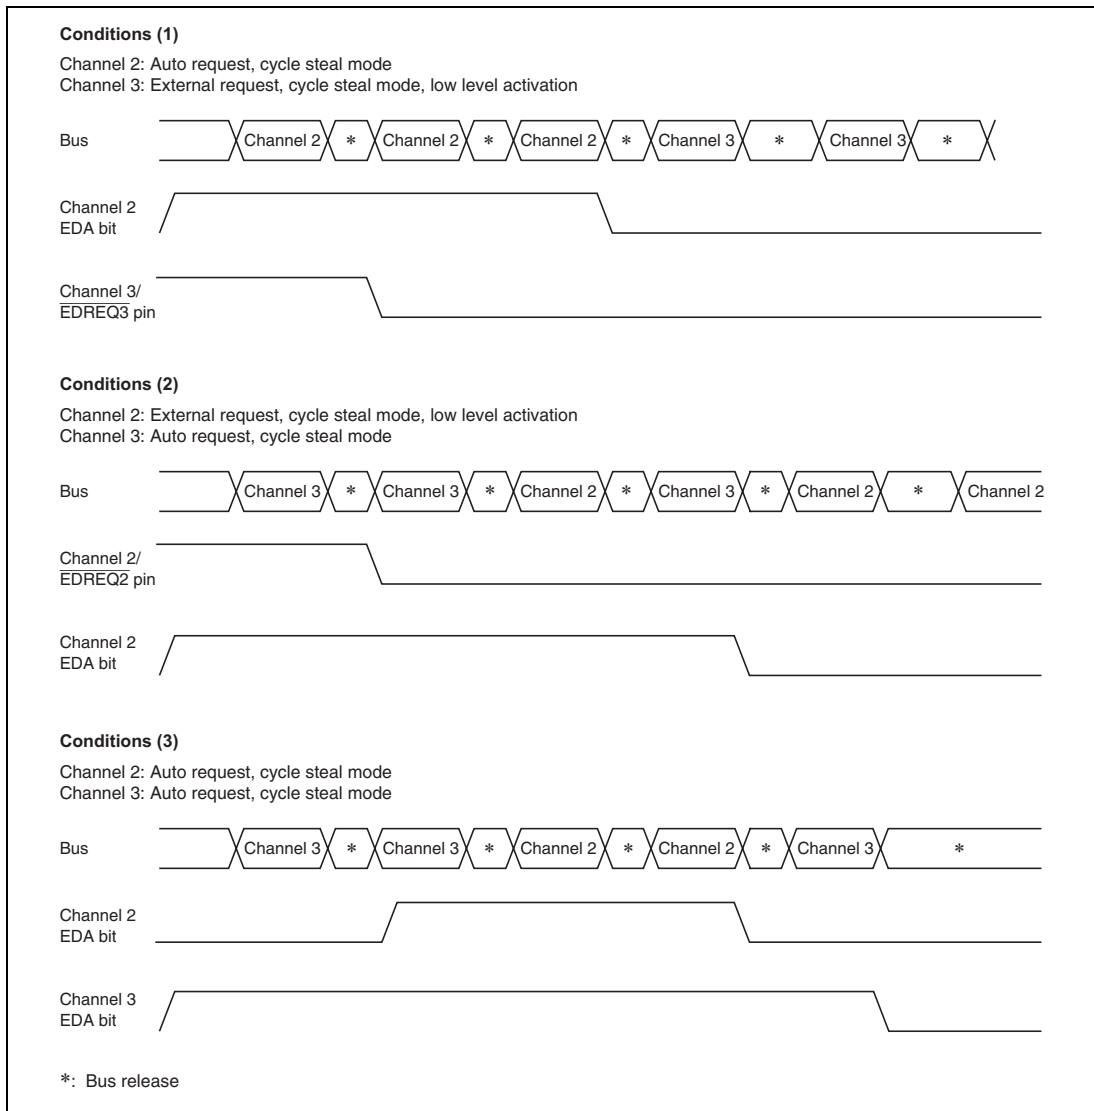 Conditions (1)
Channel 2: Auto request, cycle steal mode
Channel 3: External request, cycle steal mode, low level activation
Bus Channel 2 * Channel 2 * Channel 2 * Channel 3 * Channel 3 *
Channel 2
EDA bit
Channel 3/
EDREQ3 pin
Conditions (2)
Channel 2: External request, cycle steal mode, low level activation
Channel 3: Auto request, cycle steal mode
Bus Channel 3 * Channel 3 * Channel 2 * Channel 3 * Channel 2 * Channel 2
Channel 2/
EDREQ2 pin
Channel 2
EDA bit
Conditions (3)
Channel 2: Auto request, cycle steal mode
Channel 3: Auto request, cycle steal mode
Bus Channel 3 * Channel 3 * Channel 2 * Channel 2 * Channel 3 *
Channel 2
EDA bit
Channel 3
EDA bit
*: Bus release